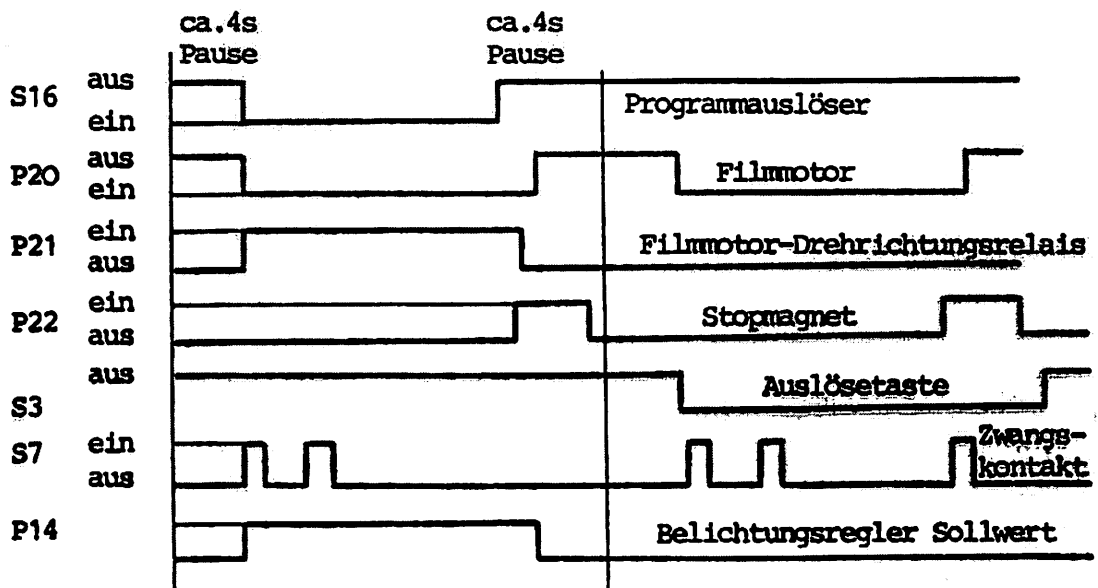 ca.4s ca.4s
Pause Pause
S16 aus
ein Programmauslöser
P20 aus
ein Filmmotor
P21 ein
aus Filmmotor-Drehrichtungsrelais
P22 ein
aus Stopmagnet
aus Auslösetaste
S3
S7 ein Zwangs-
aus kontakt
P14 Belichtungsregler Sollwert